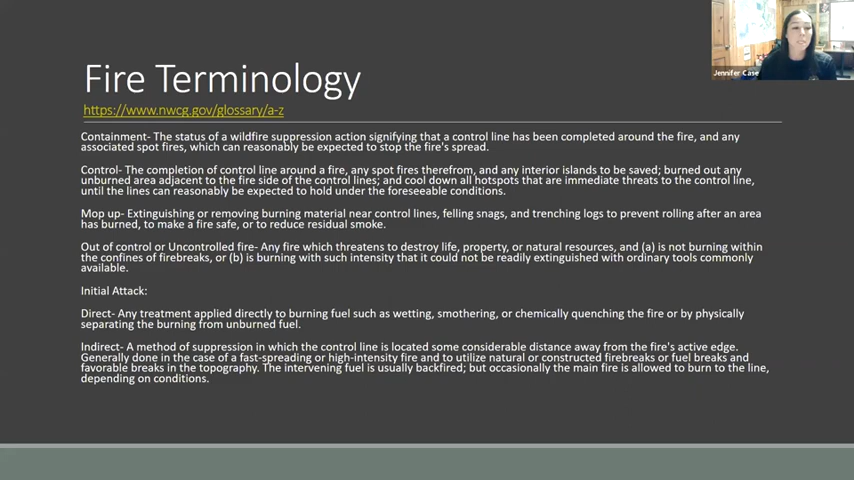 Fire Terminology
https://www.nwcg.gov/glossary/a-z
Jennifer Case
Containment- The status of a wildfire suppression action signifying that a control line has been completed around the fire, and any
associated spot fires, which can reasonably be expected to stop the fire's spread.
Control- The completion of control line around a fire, any spot fires therefrom, and any interior islands to be saved; burned out any
unburned area adjacent to the fire side of the control lines; and cool down all hotspots that are immediate threats to the control line,
until the lines can reasonably be expected to hold under the foreseeable conditions.
Mop up- Extinguishing or removing burning material near control lines, felling snags, and trenching logs to prevent rolling after an area
has burned, to make a fire safe, or to reduce residual smoke.
Out of control or Uncontrolled fire- Any fire which threatens to destroy life, property, or natural resources, and (a) is not burning within
the confines of firebreaks, or (b) is burning with such intensity that it could not be readily extinguished with ordinary tools commonly
available.
Initial Attack:
Direct- Any treatment applied directly to burning fuel such as wetting, smothering, or chemically quenching the fire or by physically
separating the burning from unburned fuel.
Indirect- A method of suppression in which the control line is located some considerable distance away from the fire's active edge.
Generally done in the case of a fast-spreading or high-intensity fire and to utilize natural or constructed firebreaks or fuel breaks and
favorable breaks in the topography. The intervening fuel is usually backfired; but occasionally the main fire is allowed to burn to the line,
depending on conditions.